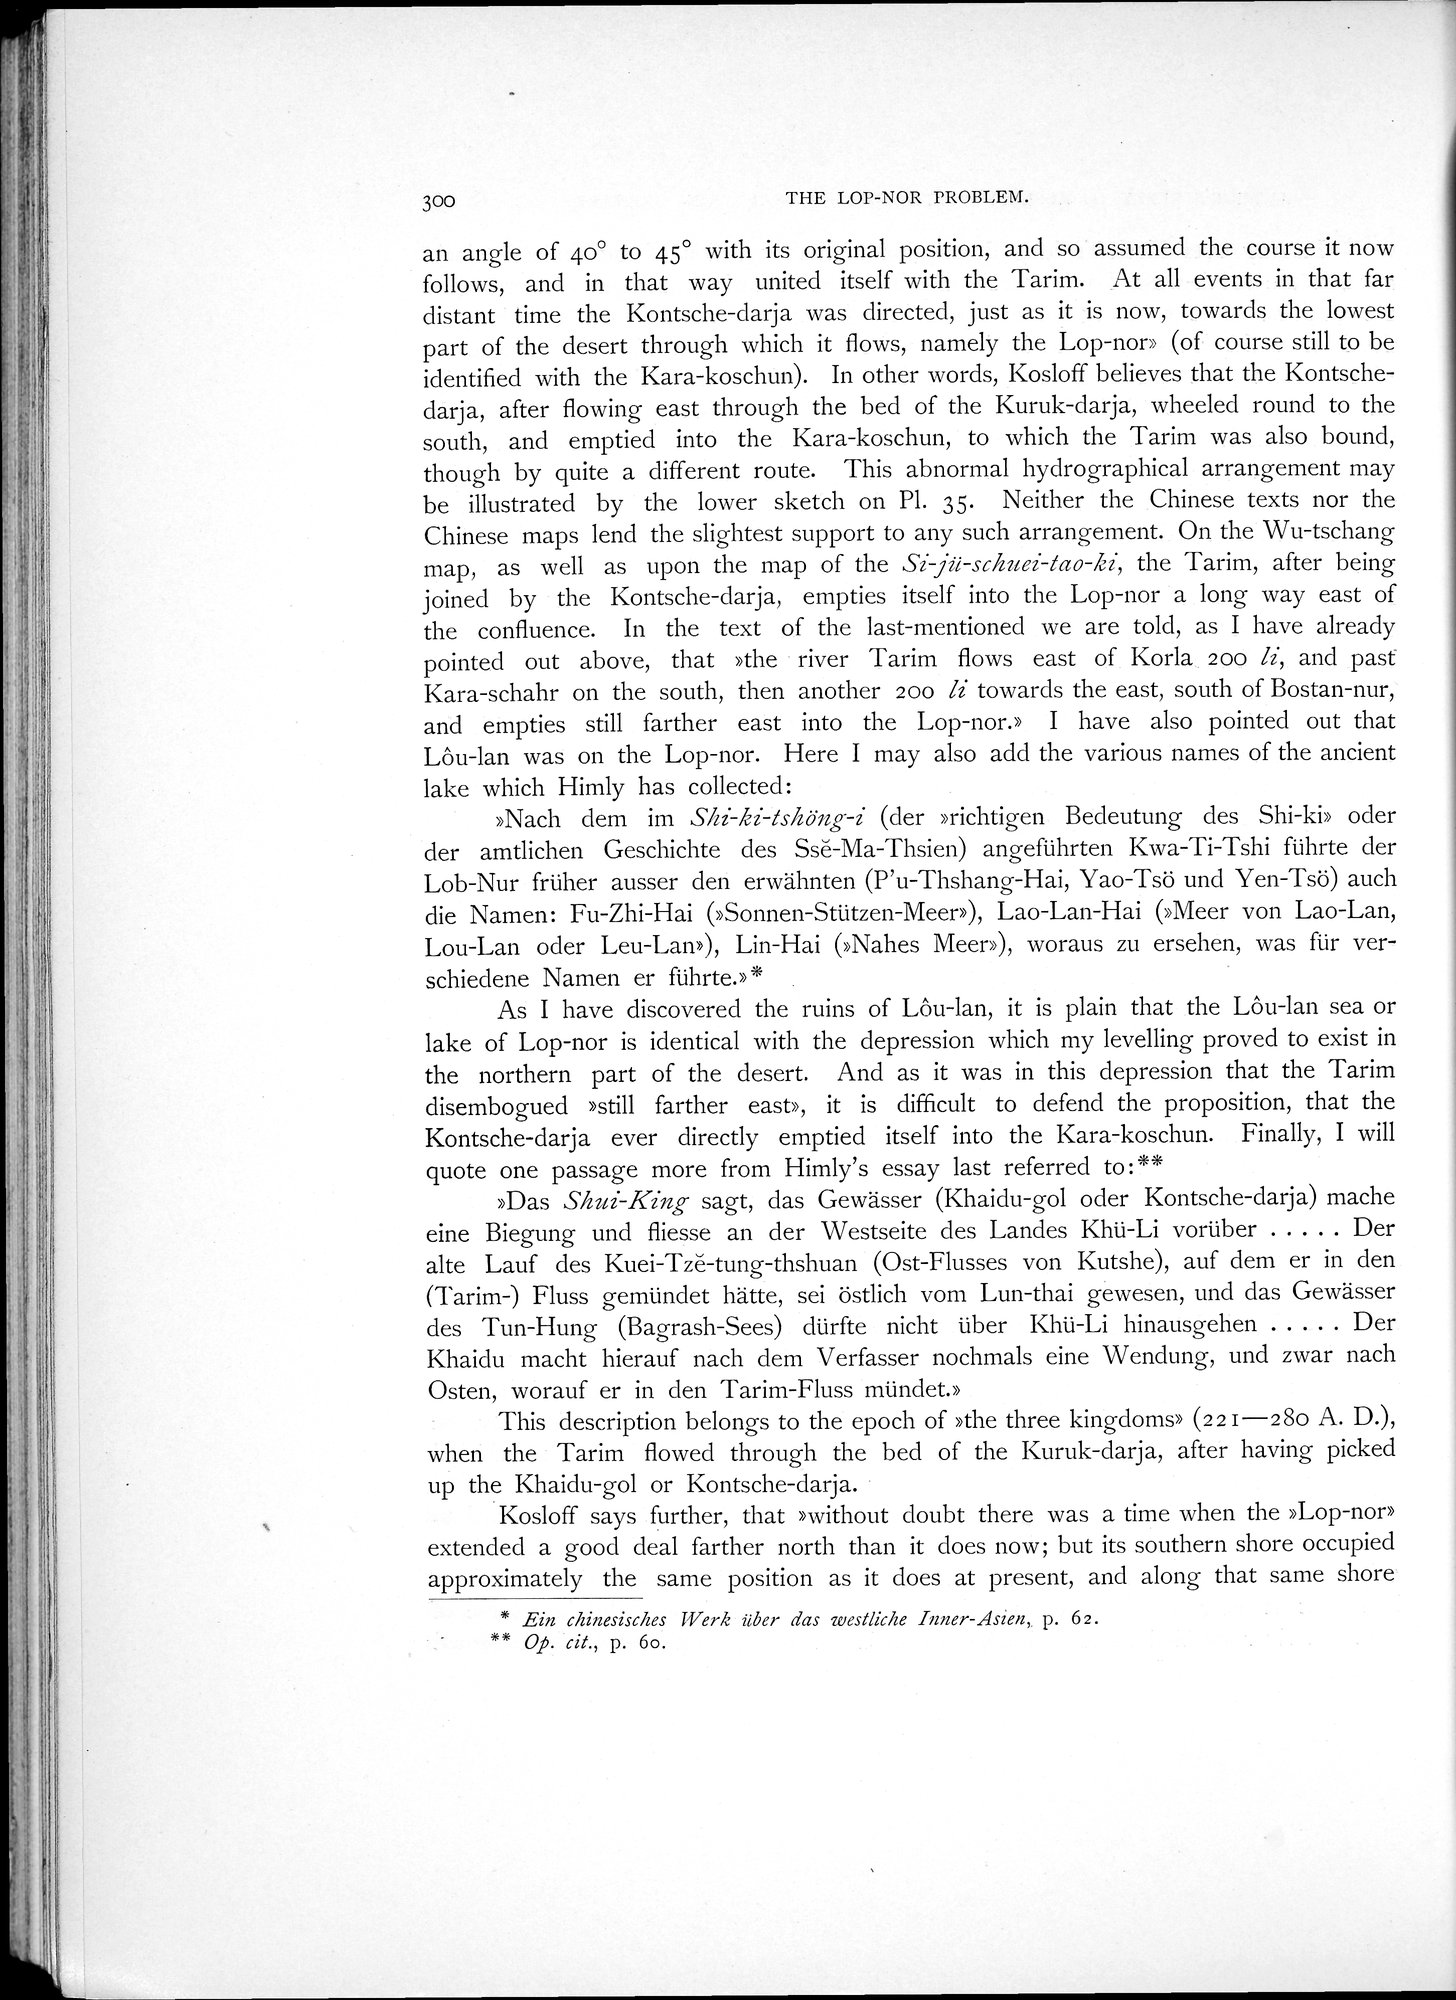 300
THE LOP-NOR PROBLEM.
an angle of 40° to 45° with its original position, and so assumed the course it now
follows, and in that way united itself with the Tarim. At all events in that far
distant time the Kontsche-darja was directed, just as it is now, towards the lowest
part of the desert through which it flows, namely the Lop-nor» (of course still to be
identified with the Kara-koschun). In other words, Kosloff believes that the Kontsche-
darja, after flowing east through the bed of the Kuruk-darja, wheeled round to the
south, and emptied into the Kara-koschun, to which the Tarim was also bound,
though by quite a different route. This abnormal hydrographical arrangement may
be illustrated by the lower sketch on Pl. 35. Neither the Chinese texts nor the
Chinese maps lend the slightest support to any such arrangement. On the Wu-tschang
map, as well as upon the map of the Si-jü-schuei-tao-ki, the Tarim, after being
joined by the Kontsche-darja, empties itself into the Lop-nor a long way east of
the confluence. In the text of the last-mentioned we are told, as I have already
pointed out above, that »the river Tarim flows east of Korla 200 li, and past
Kara-schahr on the south, then another 200 li towards the east, south of Bostan-nur,
and empties still farther east into the Lop-nor.» I have also pointed out that
Lôu-lan was on the Lop-nor. Here I may also add the various names of the ancient
lake which Himly has collected:
»Nach dem im Shi-ki-tshöng-i (der »richtigen Bedeutung des Shi-ki» oder
der amtlichen Geschichte des Ssĕ-Ma-Thsien) angeführten Kwa-Ti-Tshi führte der
Lob-Nur früher ausser den erwähnten (P'u-Thshang-Hai, Yao-Tsö und Yen-Tsö) auch
die Namen: Fu-Zhi-Hai (»Sonnen-Stützen-Meer»), Lao-Lan-Hai (»Meer von Lao-Lan,
Lou-Lan oder Leu-Lan»), Lin-Hai (»Nahes Meer»), woraus zu ersehen, was für ver-
schiedene Namen er führte.»*
As I have discovered the ruins of Lôu-lan, it is plain that the Lôu-lan sea or
lake of Lop-nor is identical with the depression which my levelling proved to exist in
the northern part of the desert. And as it was in this depression that the Tarim
disembogued »still farther east», it is difficult to defend the proposition, that the
Kontsche-darja ever directly emptied itself into the Kara-koschun. Finally, I will
quote one passage more from Himly's essay last referred to:**
»Das Shui-King sagt, das Gewässer (Khaidu-gol oder Kontsche-darja) mache
eine Biegung und fliesse an der Westseite des Landes Khü-Li vorüber . . . . . Der
alte Lauf des Kuei-Tzĕ-tung-thshuan (Ost-Flusses von Kutshe), auf dem er in den
(Tarim-) Fluss gemündet hätte, sei östlich vom Lun-thai gewesen, und das Gewässer
des Tun-Hung (Bagrash-Sees) dürfte nicht über Khü-Li hinausgehen . . . . . Der
Khaidu macht hierauf nach dem Verfasser nochmals eine Wendung, und zwar nach
Osten, worauf er in den Tarim-Fluss mündet.»
This description belongs to the epoch of »the three kingdoms» (221—280 A. D.),
when the Tarim flowed through the bed of the Kuruk-darja, after having picked
up the Khaidu-gol or Kontsche-darja.
Kosloff says further, that »without doubt there was a time when the »Lop-nor»
extended a good deal farther north than it does now; but its southern shore occupied
approximately the same position as it does at present, and along that same shore
* Ein chinesisches Werk über das westliche Inner-Asien, p. 62.
** Op. cit., p. 60.